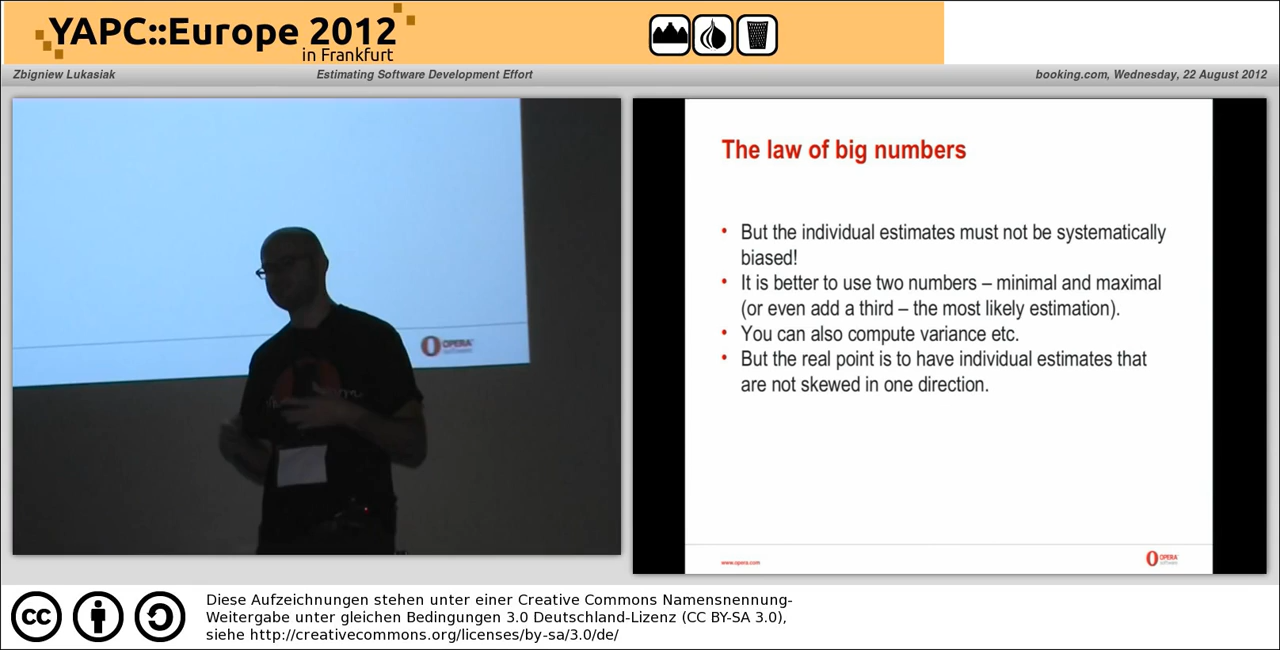 YAPC::Europe 2012
in Frankfurt
Zbigniew Lukasiak
Estimating Software Development Effort
booking.com, Wednesday, 22 August 2012
OPERA
software
The law of big numbers
• But the individual estimates must not be systematically
biased!
• It is better to use two numbers – minimal and maximal
(or even add a third – the most likely estimation).
• You can also compute variance etc.
• But the real point is to have individual estimates that
are not skewed in one direction.
www.opera.com
OPERA
software
cc
Diese Aufzeichnungen stehen unter einer Creative Commons Namensnennung-
Weitergabe unter gleichen Bedingungen 3.0 Deutschland-Lizenz (CC BY-SA 3.0),
siehe http://creativecommons.org/licenses/by-sa/3.0/de/